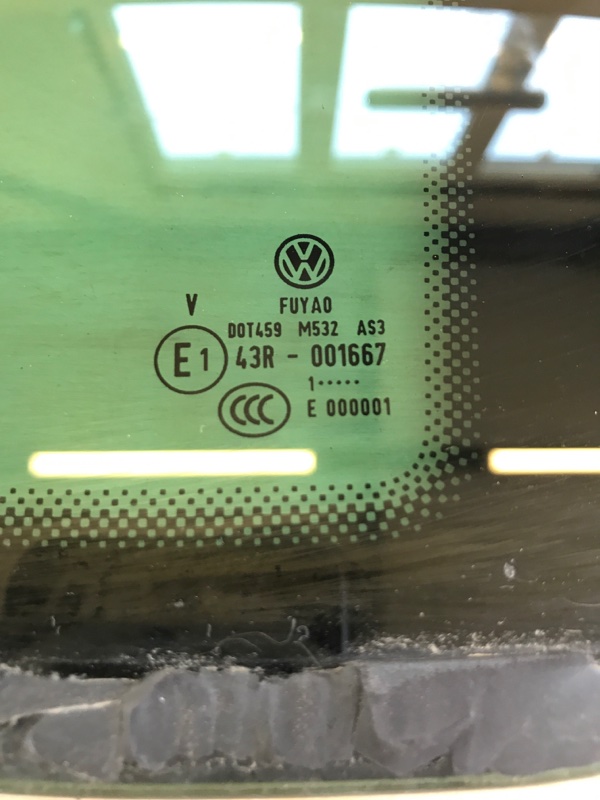 V
FUYAO
DOT459 M532 AS3
E1 43R - 001667
1·····
CCC E 000001